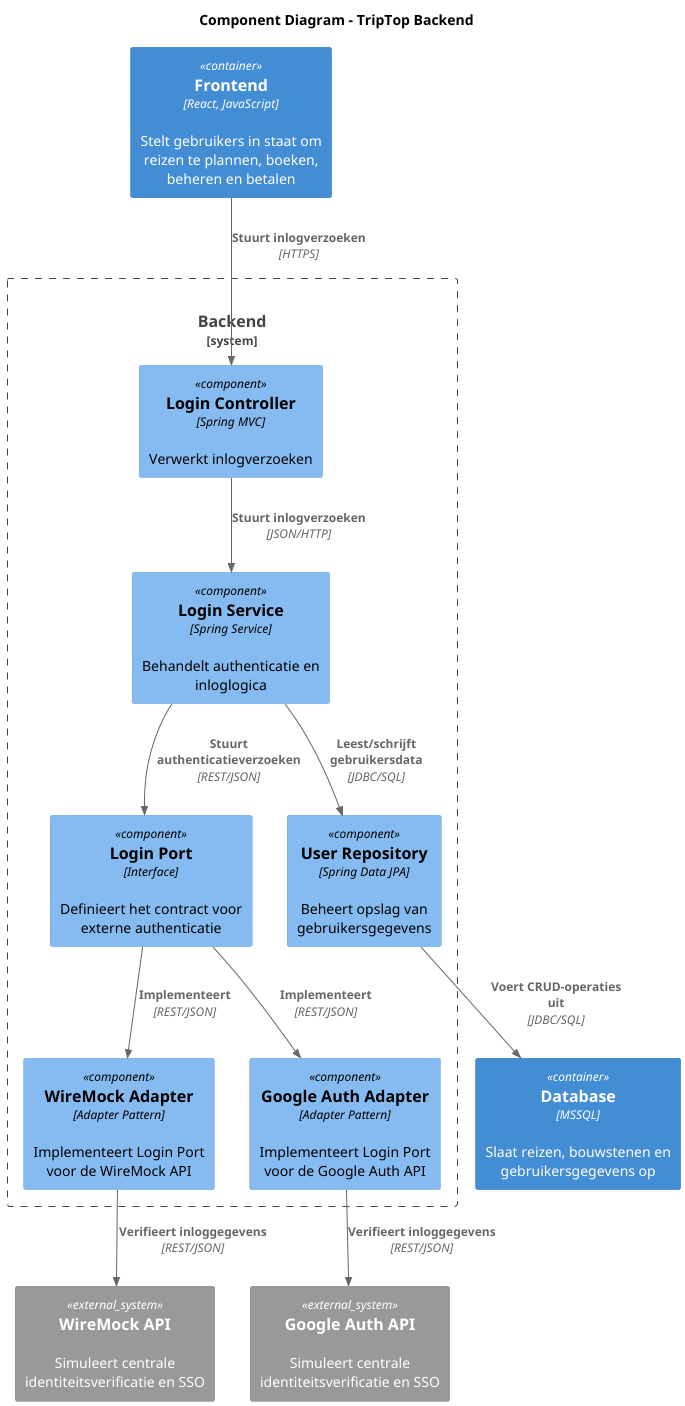 Component Diagram - TripTop Backend
«container»
Frontend
[React, JavaScript]
Stelt gebruikers in staat om
reizen te plannen, boeken,
beheren en betalen
Stuurt inlogverzoeken
[HTTPS]
Backend
[system]
«component»
Login Controller
[Spring MVC]
Verwerkt inlogverzoeken
Stuurt inlogverzoeken
[JSON/HTTP]
«component»
Login Service
[Spring Service]
Behandelt authenticatie en
inloglogica
Stuurt
authenticatieverzoeken
[REST/JSON]
Leest/schrijft
gebruikersdata
[JDBC/SQL]
«component»
Login Port
[Interface]
Definieert het contract voor
externe authenticatie
«component»
User Repository
[Spring Data JPA]
Beheert opslag van
gebruikersgegevens
Implementeert
[REST/JSON]
Implementeert
[REST/JSON]
Voert CRUD-operaties
uit
[JDBC/SQL]
«component»
WireMock Adapter
[Adapter Pattern]
Implementeert Login Port
voor de WireMock API
«component»
Google Auth Adapter
[Adapter Pattern]
Implementeert Login Port
voor de Google Auth API
«container»
Database
[MSSQL]
Slaat reizen, bouwstenen en
gebruikersgegevens op
Verifieert inloggegevens
[REST/JSON]
Verifieert inloggegevens
[REST/JSON]
«external_system»
WireMock API
Simuleert centrale
identiteitsverificatie en SSO
«external_system»
Google Auth API
Simuleert centrale
identiteitsverificatie en SSO